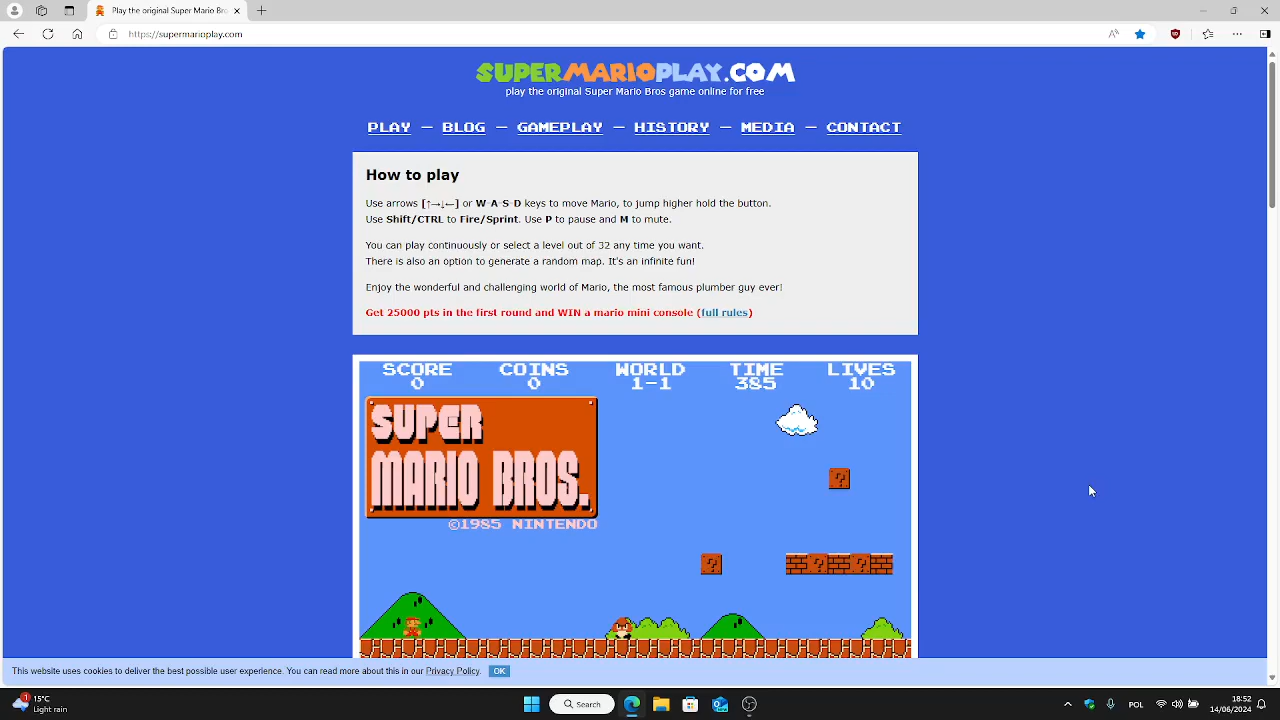 Play the original Super Mario Bro
https://supermarioplay.com
SUPERMARIOPLAY.COM
play the original Super Mario Bros game online for free
PLAY — BLOG — GAMEPLAY — HISTORY — MEDIA — CONTACT
How to play
Use arrows [↑→↓←] or W-A-S-D keys to move Mario, to jump higher hold the button.
Use Shift/CTRL to Fire/Sprint. Use P to pause and M to mute.
You can play continuously or select a level out of 32 any time you want.
There is also an option to generate a random map. It's an infinite fun!
Enjoy the wonderful and challenging world of Mario, the most famous plumber guy ever!
Get 25000 pts in the first round and WIN a mario mini console (full rules)
SCORE COINS WORLD TIME LIVES
0 0 1-1 385 10
SUPER
MARIO BROS.
©1985 NINTENDO
? 
? ? ?
This website uses cookies to deliver the best possible user experience. You can read more about this in our Privacy Policy. OK
1 15°C
Light rain
Search
POL
18:52
14/06/2024